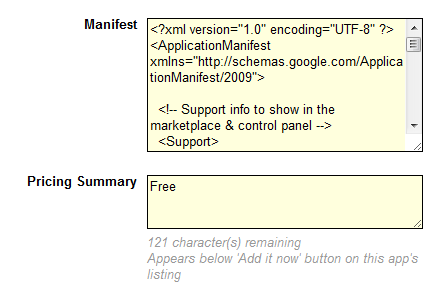 Manifest
<?xml version="1.0" encoding="UTF-8" ?>
<ApplicationManifest
xmlns="http://schemas.google.com/Applica
tionManifest/2009">
<!-- Support info to show in the
marketplace & control panel -->
<Support>
Pricing Summary
Free
121 character(s) remaining
Appears below 'Add it now' button on this app's
listing